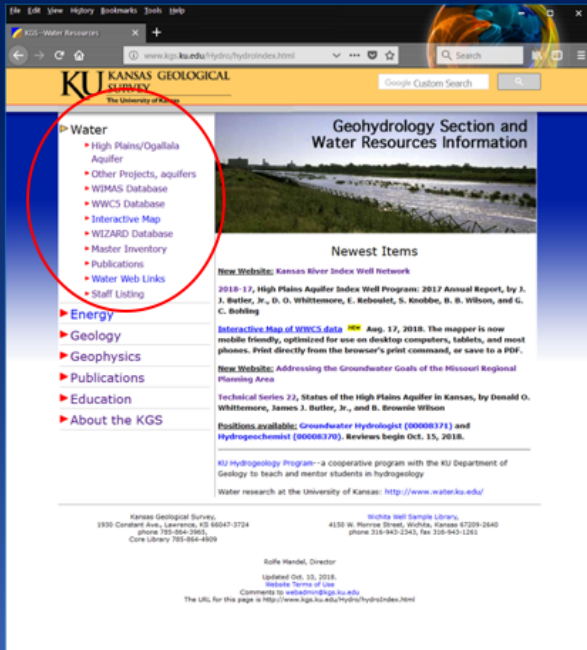 File Edit View History Bookmarks Tools Help
KGS--Water Resources
www.kgs.ku.edu/Hydro/hydroIndex.html
Search
KU KANSAS GEOLOGICAL
SURVEY
The University of Kansas
Google Custom Search
Water
High Plains/Ogallala
Aquifer
Other Projects, aquifers
WIMAS Database
WWC5 Database
Interactive Map
WIZARD Database
Master Inventory
Publications
Water Web Links
Staff Listing
Energy
Geology
Geophysics
Publications
Education
About the KGS
Geohydrology Section and
Water Resources Information
Newest Items
New Website: Kansas River Index Well Network
2018-17, High Plains Aquifer Index Well Program: 2017 Annual Report, by J.
J. Butler, Jr., D. O. Whittemore, E. Reboulet, S. Knobbe, B. B. Wilson, and G.
C. Bohling
Interactive Map of WWC5 data NEW Aug. 17, 2018. The mapper is now
mobile friendly, optimized for use on desktop computers, tablets, and most
phones. Print directly from the browser's print command, or save to a PDF.
New Website: Addressing the Groundwater Goals of the Missouri Regional
Planning Area
Technical Series 22, Status of the High Plains Aquifer in Kansas, by Donald O.
Whittemore, James J. Butler, Jr., and B. Brownie Wilson
Positions available: Groundwater Hydrologist (00008371) and
Hydrogeochemist (00008370). Reviews begin Oct. 15, 2018.
KU Hydrogeology Program--a cooperative program with the KU Department of
Geology to teach and mentor students in hydrogeology
Water research at the University of Kansas: http://www.water.ku.edu/
Kansas Geological Survey,
1930 Constant Ave., Lawrence, KS 66047-3724
phone 785-864-3965,
Core Library 785-864-4909
Wichita Well Sample Library,
4150 W. Monroe Street, Wichita, Kansas 67209-2640
phone 316-943-2343, fax 316-943-1261
Rolfe Mandel, Director
Updated Oct. 10, 2018.
Website Terms of Use
Comments to webadmin@kgs.ku.edu
The URL for this page is http://www.kgs.ku.edu/Hydro/hydroIndex.html